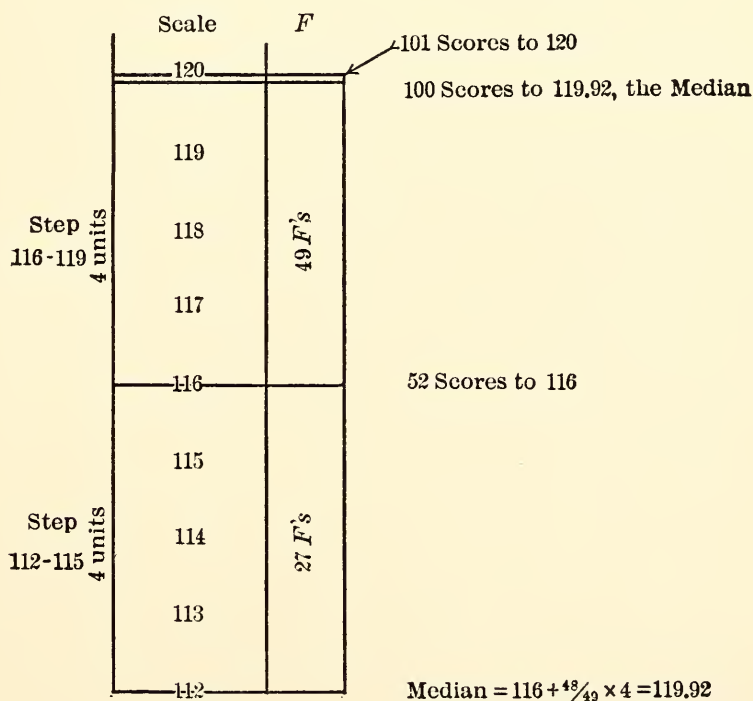 Scale F
101 Scores to 120
120
100 Scores to 119.92, the Median
119
Step
116-119
4 units
118
49 F's
117
116
52 Scores to 116
115
Step
112-115
4 units
114
27 F's
113
112
Median = 116 + 48/49 × 4 = 119.92